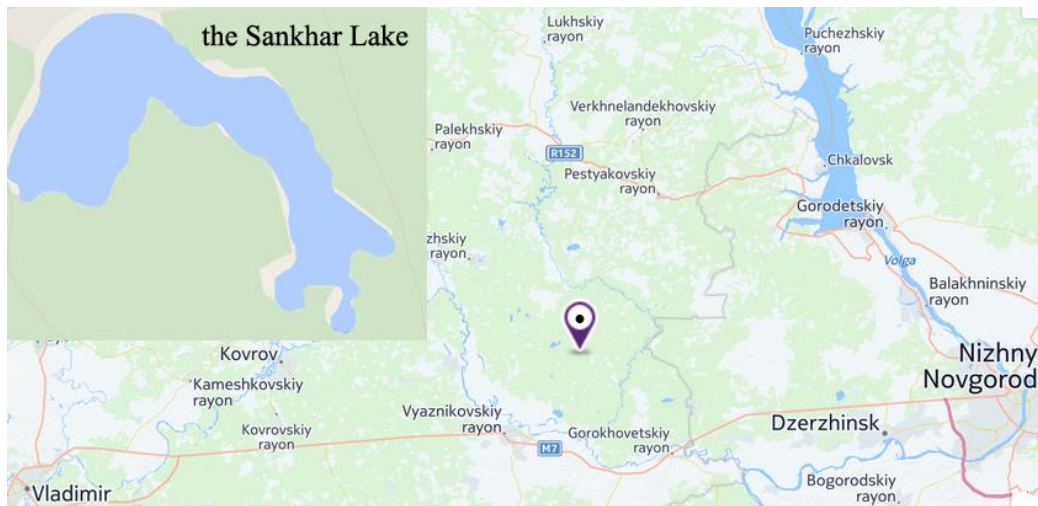 the Sankhar Lake
Lukhskiy
rayon
Puchezhskiy
rayon
Verkhnelandekhovskiy
rayon
Palekhskiy
rayon
R152
Pestyakovskiy
rayon
Chkalovsk
Gorodetskiy
rayon
zhskiy
rayon
Volga
Balakhninskiy
rayon
Kovrov
Nizhny
Novgorod
Kameshkovskiy
rayon
Vyaznikovskiy
rayon
Kovrovskiy
rayon
Gorokhovetskiy
rayon
M7
Dzerzhinsk
Bogorodskiy
rayon
Vladimir